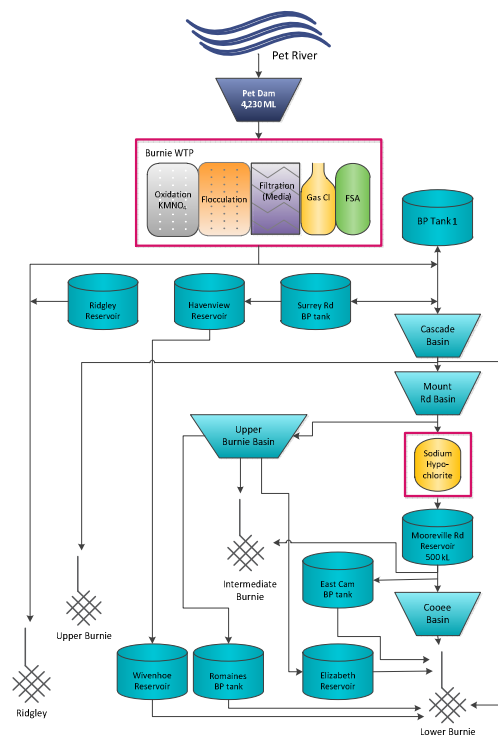 Pet River
Pet Dam
4,230 ML
Burnie WTP
Oxidation
KMNO₄
Flocculation
Filtration
(Media)
Gas Cl
FSA
BP Tank 1
Ridgley
Reservoir
Havenview
Reservoir
Surrey Rd
BP tank
Cascade
Basin
Mount
Rd Basin
Upper
Burnie Basin
Sodium
Hypo-
chlorite
Mooreville Rd
Reservoir
500 kL
Intermediate
Burnie
East Cam
BP tank
Cooee
Basin
Upper Burnie
Wivenhoe
Reservoir
Romaines
BP tank
Elizabeth
Reservoir
Ridgley
Lower Burnie